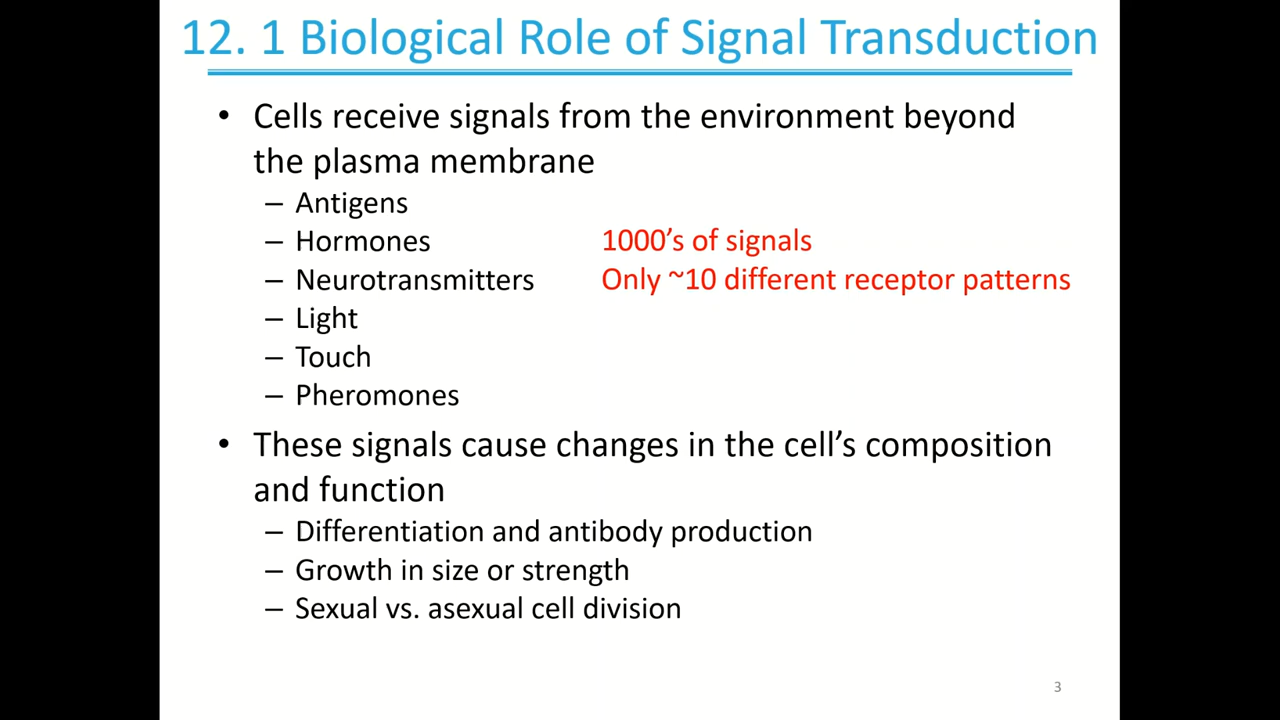 12. 1 Biological Role of Signal Transduction
• Cells receive signals from the environment beyond
the plasma membrane
– Antigens
– Hormones
1000's of signals
– Neurotransmitters
Only ~10 different receptor patterns
– Light
– Touch
– Pheromones
• These signals cause changes in the cell's composition
and function
– Differentiation and antibody production
– Growth in size or strength
– Sexual vs. asexual cell division
3